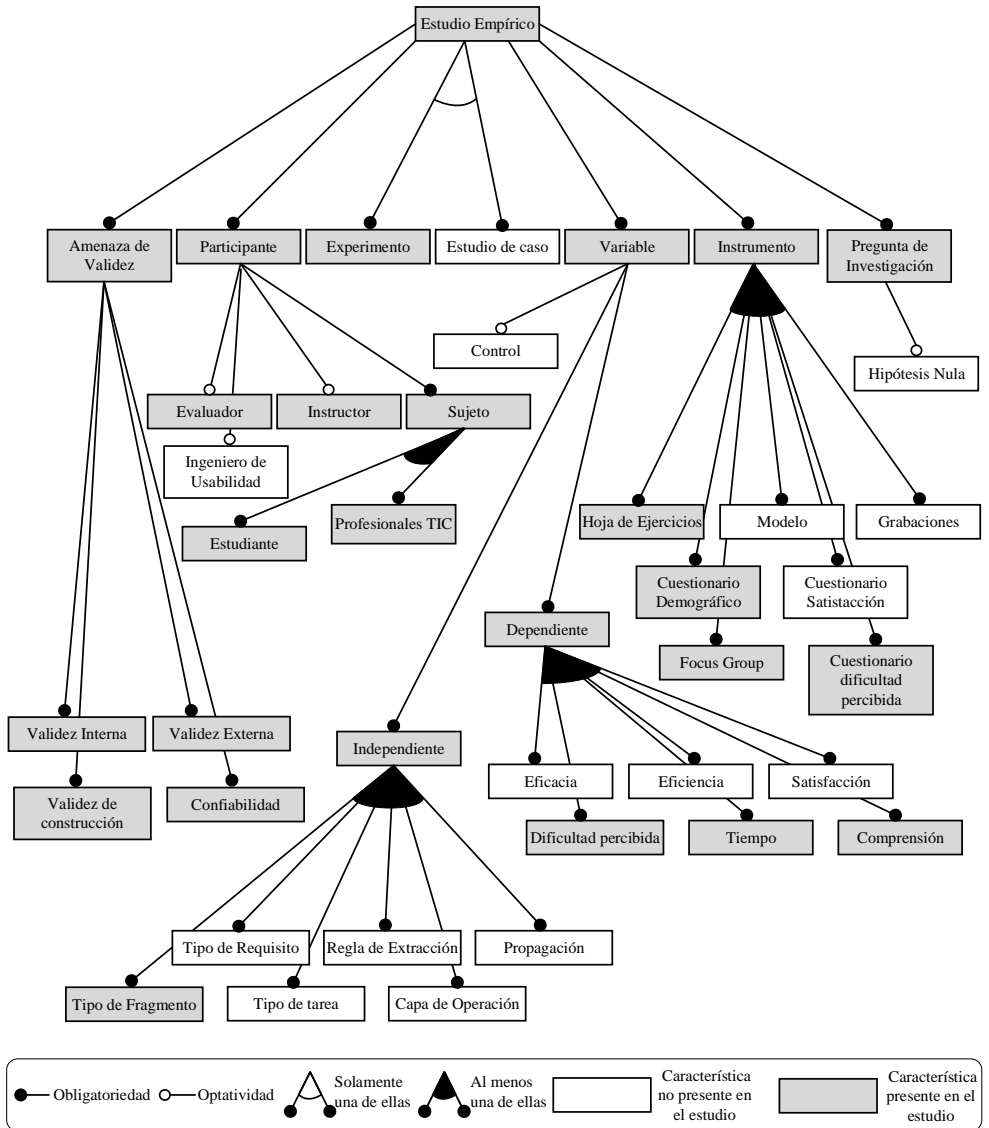 Estudio Empírico
Amenaza de
Validez
Participante
Experimento
Estudio de caso
Variable
Instrumento
Pregunta de
Investigación
Control
Hipótesis Nula
Evaluador
Instructor
Sujeto
Ingeniero de
Usabilidad
Profesionales TIC
Estudiante
Hoja de Ejercicios
Modelo
Grabaciones
Cuestionario
Demográfico
Cuestionario
Satistacción
Dependiente
Focus Group
Cuestionario
dificultad
percibida
Validez Interna
Validez Externa
Independiente
Eficacia
Eficiencia
Satisfacción
Validez de
construcción
Confiabilidad
Dificultad percibida
Tiempo
Comprensión
Tipo de Requisito
Regla de Extracción
Propagación
Tipo de Fragmento
Tipo de tarea
Capa de Operación
Obligatoriedad
Optatividad
Solamente
una de ellas
Al menos
una de ellas
Característica
no presente en
el estudio
Característica
presente en el
estudio